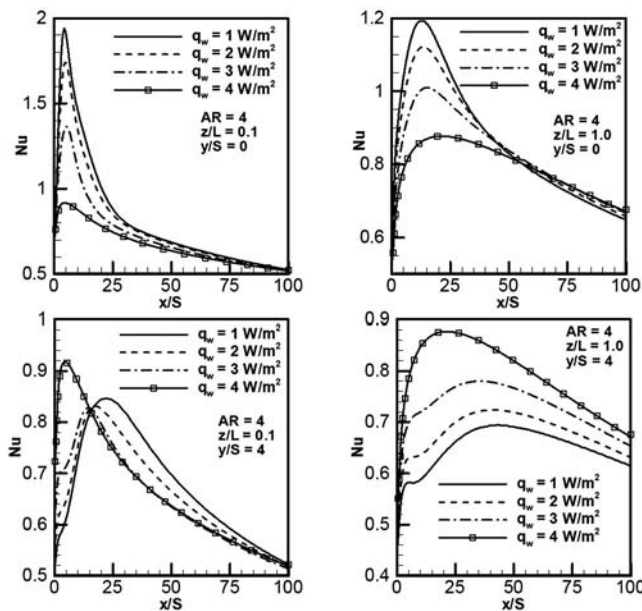 2
q_w = 1 W/m²
q_w = 2 W/m²
q_w = 3 W/m²
q_w = 4 W/m²
AR = 4
z/L = 0.1
y/S = 0
Nu
1.5
1
0.5
0 25 50 75 100
x/S
1.2
q_w = 1 W/m²
q_w = 2 W/m²
q_w = 3 W/m²
q_w = 4 W/m²
AR = 4
z/L = 1.0
y/S = 0
Nu
1
0.8
0.6
0 25 50 75 100
x/S
1
q_w = 1 W/m²
q_w = 2 W/m²
q_w = 3 W/m²
q_w = 4 W/m²
AR = 4
z/L = 0.1
y/S = 4
Nu
0.9
0.8
0.7
0.6
0.5
0 25 50 75 100
x/S
0.9
AR = 4
z/L = 1.0
y/S = 4
Nu
0.8
0.7
0.6
0.5
0.4
q_w = 1 W/m²
q_w = 2 W/m²
q_w = 3 W/m²
q_w = 4 W/m²
0 25 50 75 100
x/S